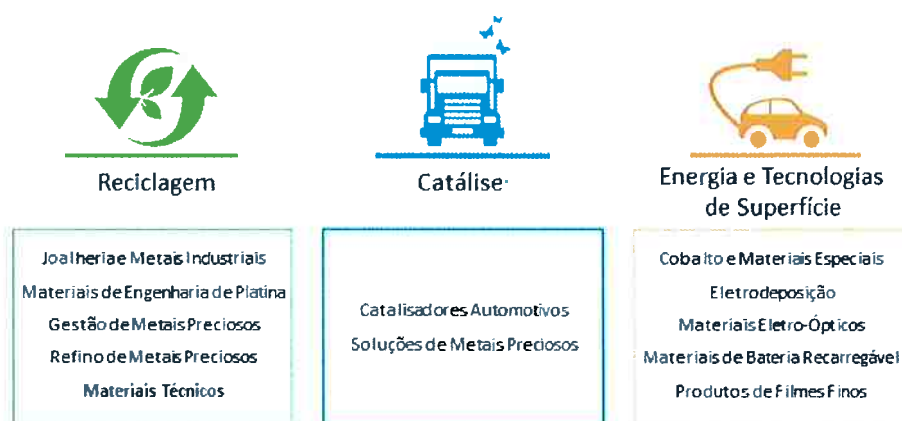 Reciclagem
Catálise
Energia e Tecnologias
de Superfície
Joalheria e Metais Industriais
Materiais de Engenharia de Platina
Gestão de Metais Preciosos
Refino de Metais Preciosos
Materiais Técnicos
Catalisadores Automotivos
Soluções de Metais Preciosos
Cobalto e Materiais Especiais
Eletrodeposição
Materiais Eletro-Ópticos
Materiais de Bateria Recarregável
Produtos de Filmes Finos